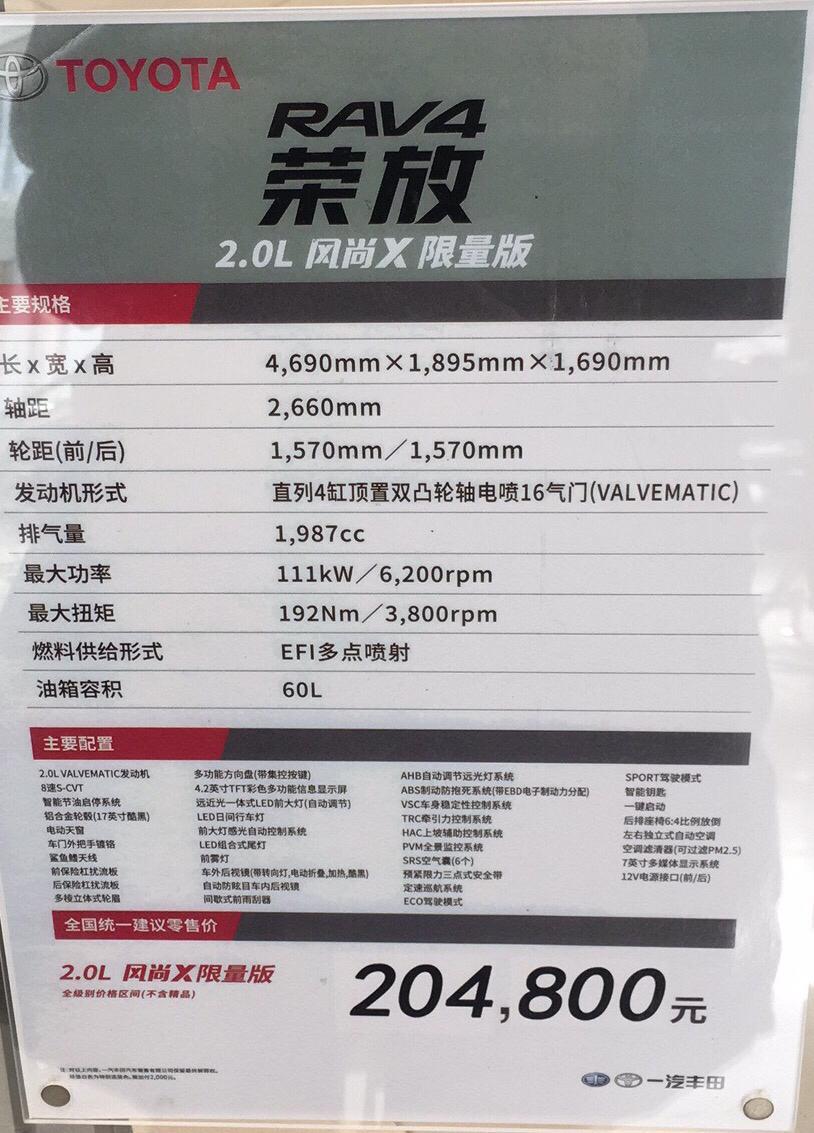 TOYOTA
RAV4
荣放
2.0L 风尚X 限量版
主要规格
长x宽x高 4,690mm×1,895mm×1,690mm
轴距 2,660mm
轮距(前/后) 1,570mm／1,570mm
发动机形式 直列4缸顶置双凸轮轴电喷16气门(VALVEMATIC)
排气量 1,987cc
最大功率 111kW／6,200rpm
最大扭矩 192Nm／3,800rpm
燃料供给形式 EFI多点喷射
油箱容积 60L
主要配置
2.0L VALVEMATIC发动机
8速S-CVT
智能节油启停系统
铝合金轮毂(17英寸酷黑)
电动天窗
车门外把手镀铬
鲨鱼鳍天线
前保险杠扰流板
后保险杠扰流板
多棱立体式轮眉
多功能方向盘(带集控按键)
4.2英寸TFT彩色多功能信息显示屏
远近光一体式LED前大灯(自动调节)
LED日间行车灯
前大灯感光自动控制系统
LED组合式尾灯
前雾灯
车外后视镜(带转向灯,电动折叠,加热,酷黑)
自动防眩目车内后视镜
间歇式前雨刮器
AHB自动调节远光灯系统
ABS制动防抱死系统(带EBD电子制动力分配)
VSC车身稳定性控制系统
TRC牵引力控制系统
HAC上坡辅助控制系统
PVM全景监控系统
SRS空气囊(6个)
预紧限力三点式安全带
定速巡航系统
ECO驾驶模式
SPORT驾驶模式
智能钥匙
一键启动
后排座椅6:4比例放倒
左右独立式自动空调
空调滤清器(可过滤PM2.5)
7英寸多媒体显示系统
12V电源接口(前/后)
全国统一建议零售价
2.0L 风尚X限量版
全级别价格区间(不含精品)
204,800元
注:对以上内容,一汽丰田汽车销售有限公司保留最终解释权。
一汽丰田